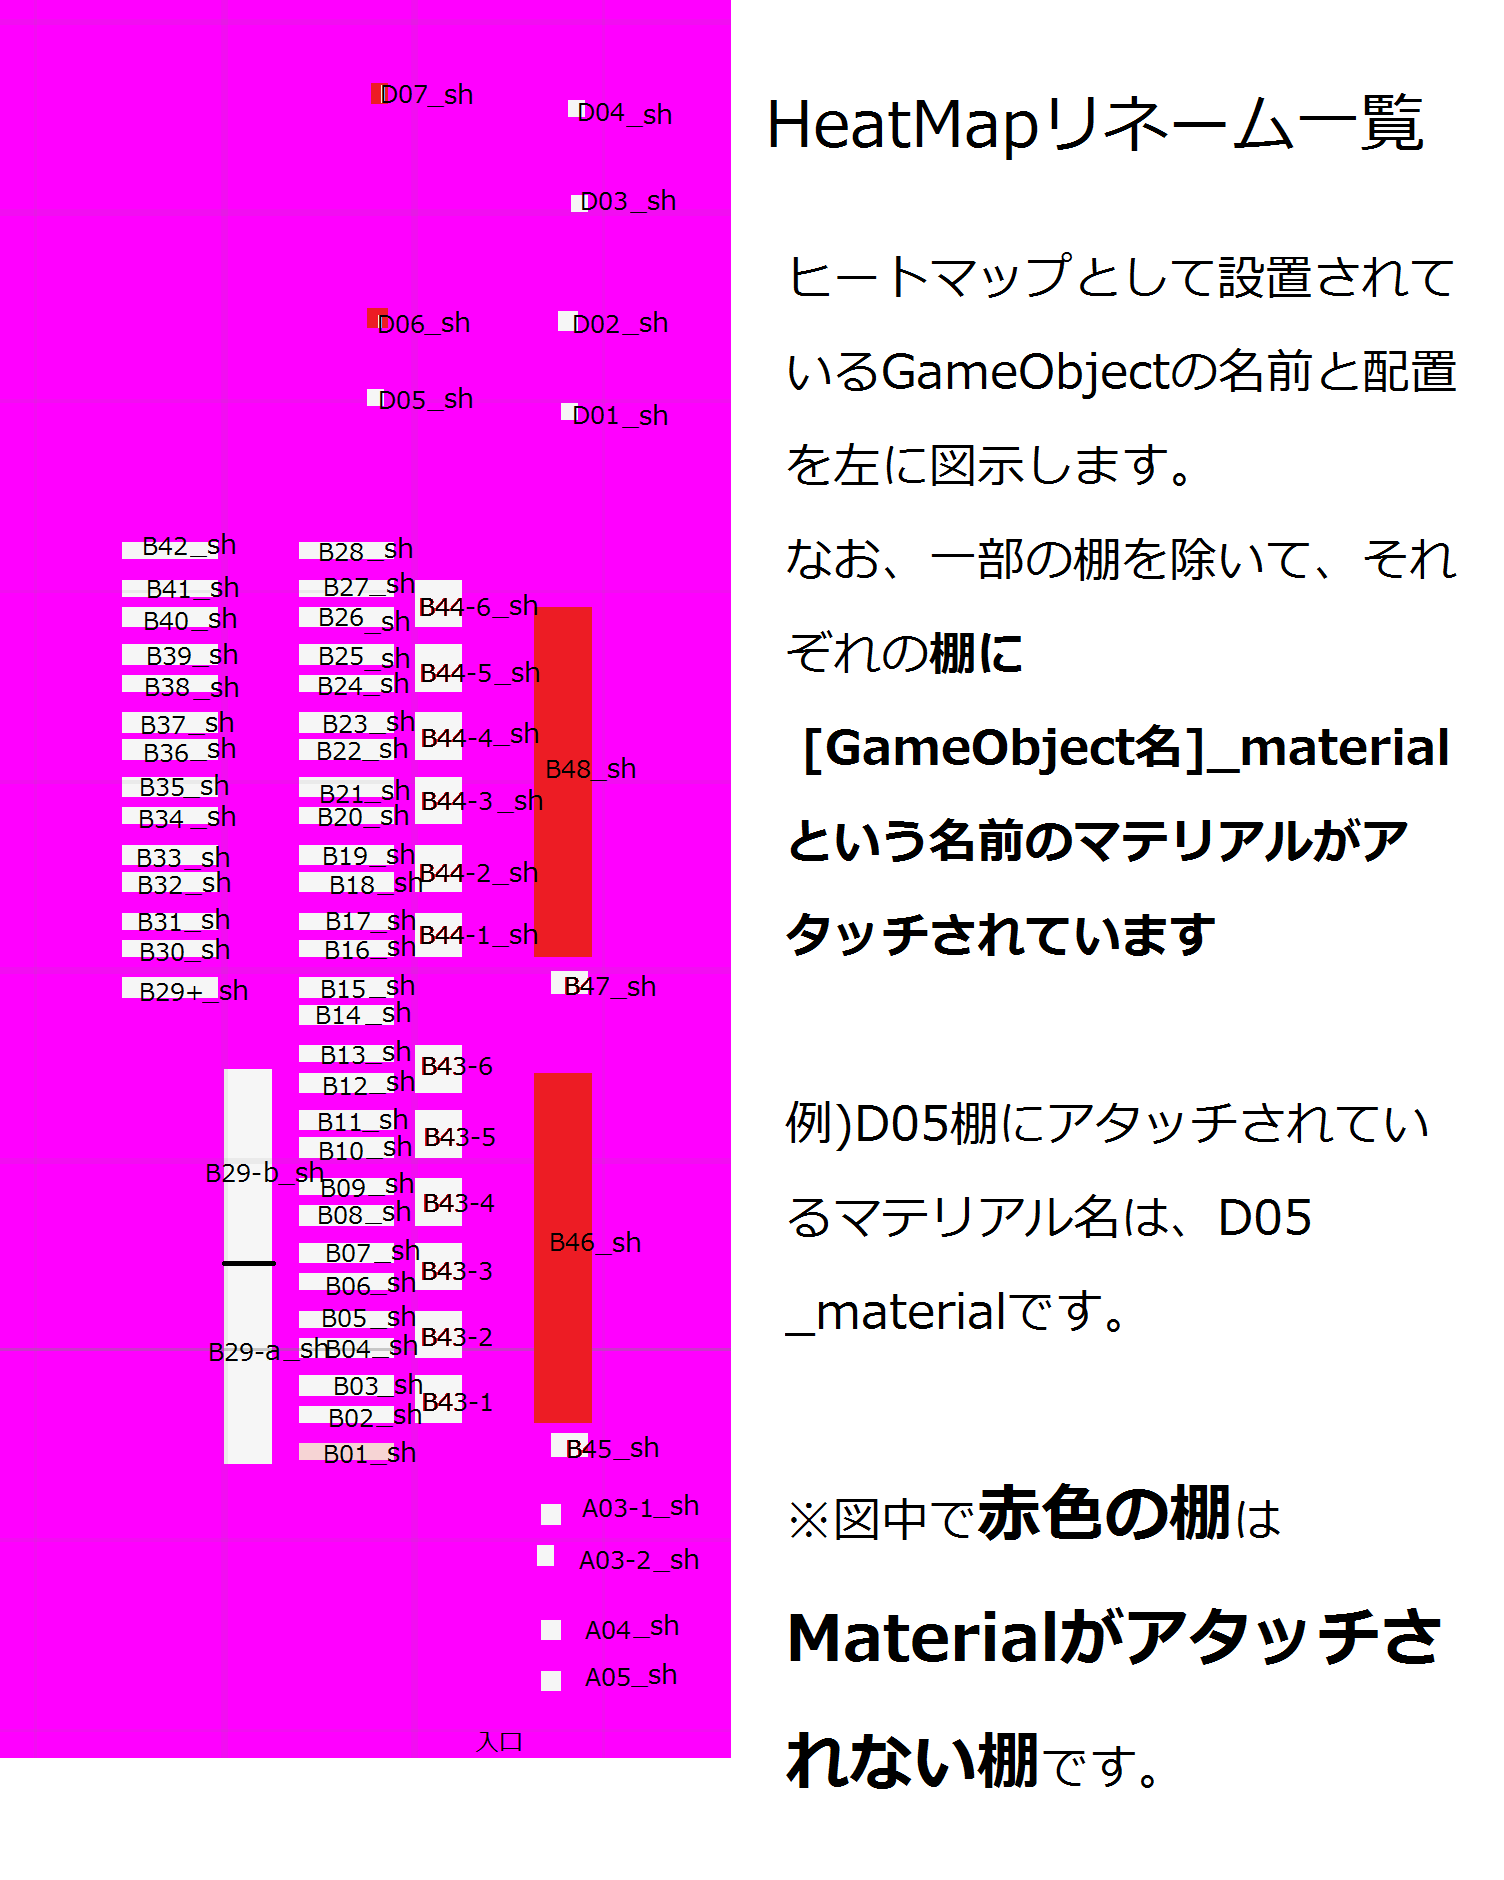 HeatMapリネーム一覧
ヒートマップとして設置されて
いるGameObjectの名前と配置
を左に図示します。
なお、一部の棚を除いて、それ
ぞれの棚に
[GameObject名]_material
という名前のマテリアルがア
タッチされています
例)D05棚にアタッチされてい
るマテリアル名は、D05
_materialです。
※図中で赤色の棚は
Materialがアタッチさ
れない棚です。
D07_sh
D04_sh
D03_sh
D06_sh
D02_sh
D05_sh
D01_sh
B42_sh
B28_sh
B41_sh
B27_sh
B44-6_sh
B40_sh
B26_sh
B39_sh
B25_sh
B44-5_sh
B38_sh
B24_sh
B37_sh
B23_sh
B44-4_sh
B36_sh
B22_sh
B48_sh
B35_sh
B21_sh
B44-3_sh
B34_sh
B20_sh
B33_sh
B19_sh
B44-2_sh
B32_sh
B18_sh
B31_sh
B17_sh
B44-1_sh
B30_sh
B16_sh
B29+_sh
B15_sh
B47_sh
B14_sh
B13_sh
B43-6
B12_sh
B11_sh
B43-5
B10_sh
B29-b_sh
B09_sh
B43-4
B08_sh
B46_sh
B07_sh
B43-3
B06_sh
B05_sh
B43-2
B29-a_sh
B04_sh
B03_sh
B43-1
B02_sh
B01_sh
B45_sh
A03-1_sh
A03-2_sh
A04_sh
A05_sh
入口